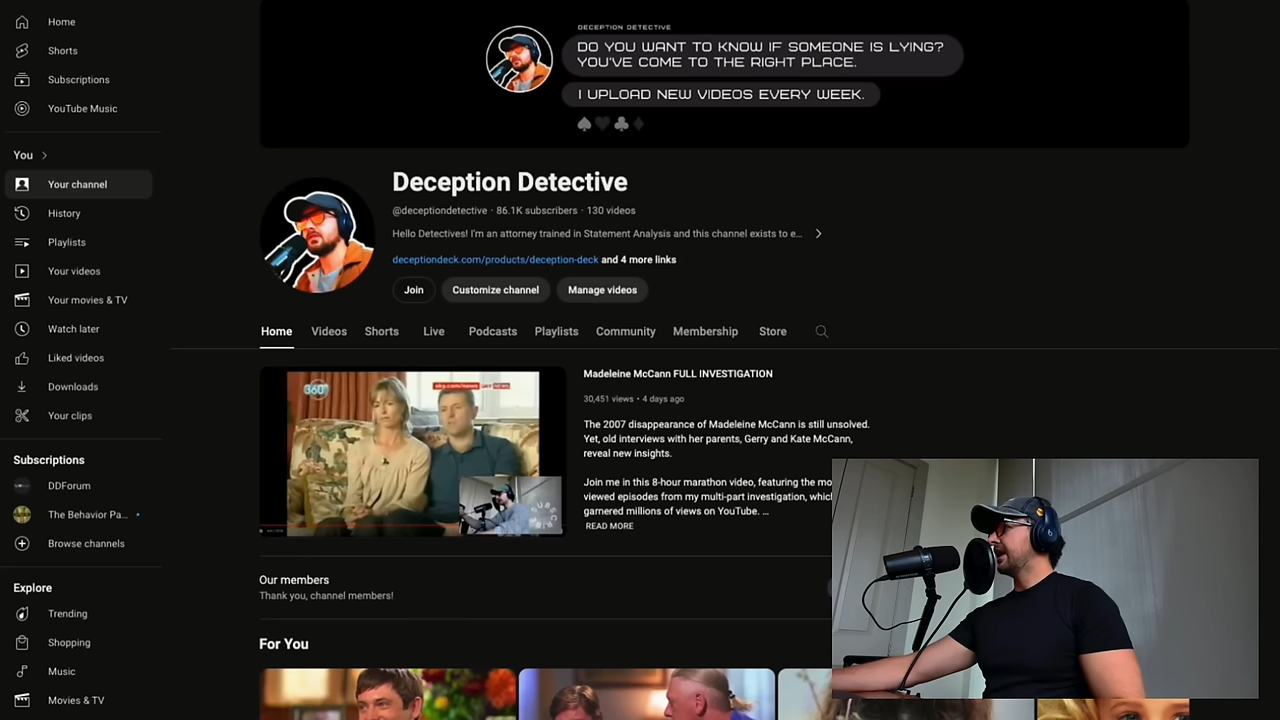 Home
Shorts
Subscriptions
YouTube Music
You
Your channel
History
Playlists
Your videos
Your movies & TV
Watch later
Liked videos
Downloads
Your clips
Subscriptions
DDForum
The Behavior Pa...
Browse channels
Explore
Trending
Shopping
Music
Movies & TV
DECEPTION DETECTIVE
DO YOU WANT TO KNOW IF SOMEONE IS LYING?
YOU'VE COME TO THE RIGHT PLACE.
I UPLOAD NEW VIDEOS EVERY WEEK.
Deception Detective
@deceptiondetective · 86.1K subscribers · 130 videos
Hello Detectives! I'm an attorney trained in Statement Analysis and this channel exists to e...
deceptiondeck.com/products/deception-deck and 4 more links
Join
Customize channel
Manage videos
Home
Videos
Shorts
Live
Podcasts
Playlists
Community
Membership
Store
360°
Madeleine McCann FULL INVESTIGATION
30,451 views • 4 days ago
The 2007 disappearance of Madeleine McCann is still unsolved.
Yet, old interviews with her parents, Gerry and Kate McCann,
reveal new insights.
Join me in this 8-hour marathon video, featuring the mo
viewed episodes from my multi-part investigation, whic
garnered millions of views on YouTube. ...
READ MORE
Our members
Thank you, channel members!
For You